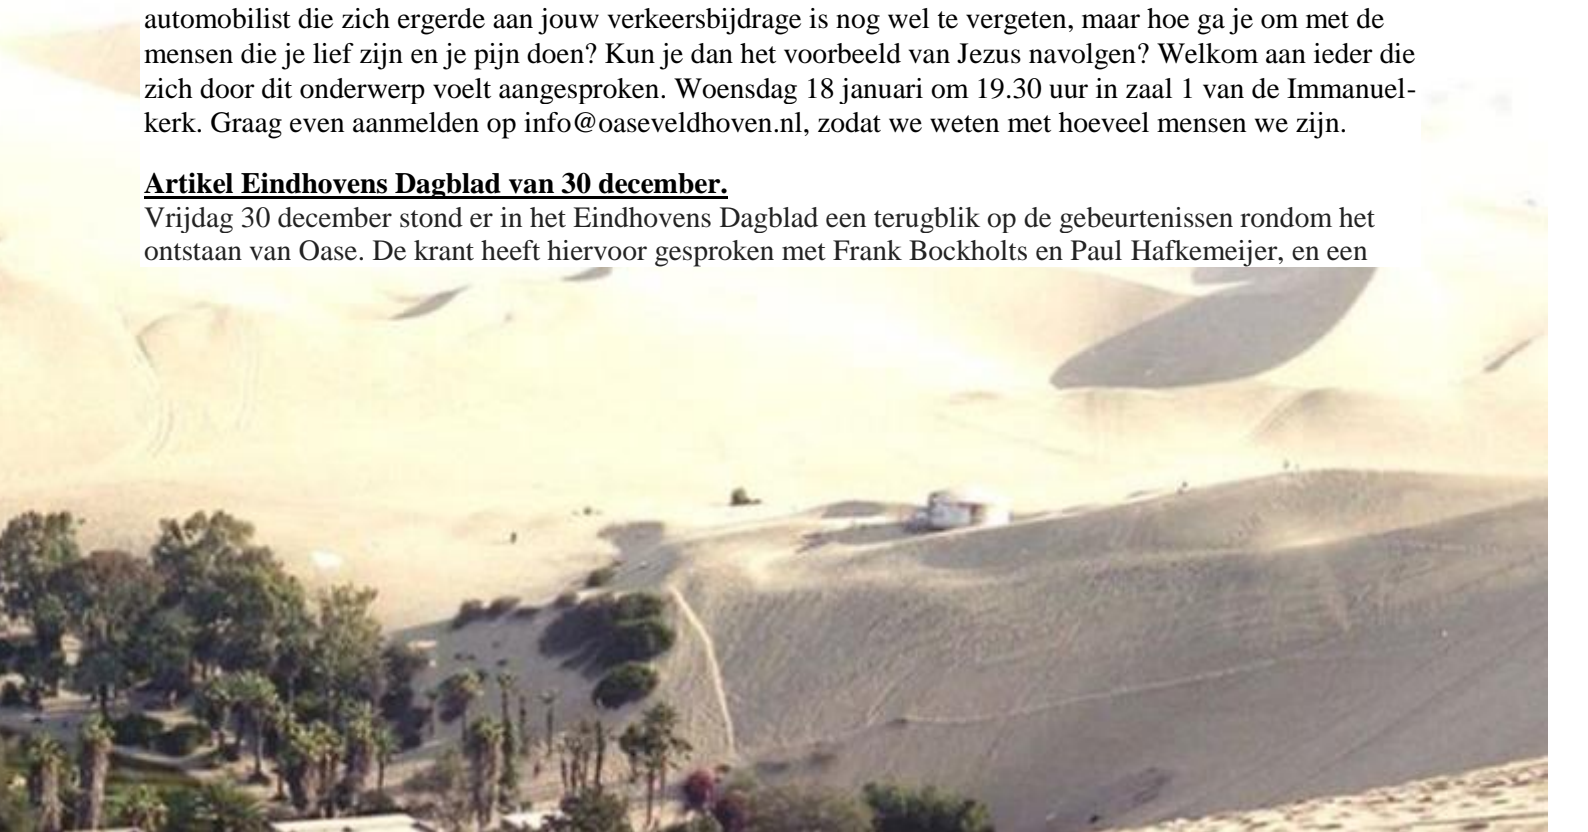 automobilist die zich ergerde aan jouw verkeersbijdrage is nog wel te vergeten, maar hoe ga je om met de
mensen die je lief zijn en je pijn doen? Kun je dan het voorbeeld van Jezus navolgen? Welkom aan ieder die
zich door dit onderwerp voelt aangesproken. Woensdag 18 januari om 19.30 uur in zaal 1 van de Immanuel-
kerk. Graag even aanmelden op info@oaseveldhoven.nl, zodat we weten met hoeveel mensen we zijn.
Artikel Eindhovens Dagblad van 30 december.
Vrijdag 30 december stond er in het Eindhovens Dagblad een terugblik op de gebeurtenissen rondom het
ontstaan van Oase. De krant heeft hiervoor gesproken met Frank Bockholts en Paul Hafkemeijer, en een